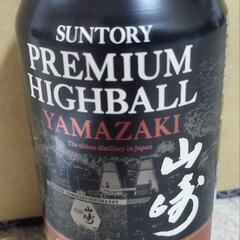 SUNTORY
PREMIUM
HIGHBALL
YAMAZAKI
The oldest distillery in Japan
山崎